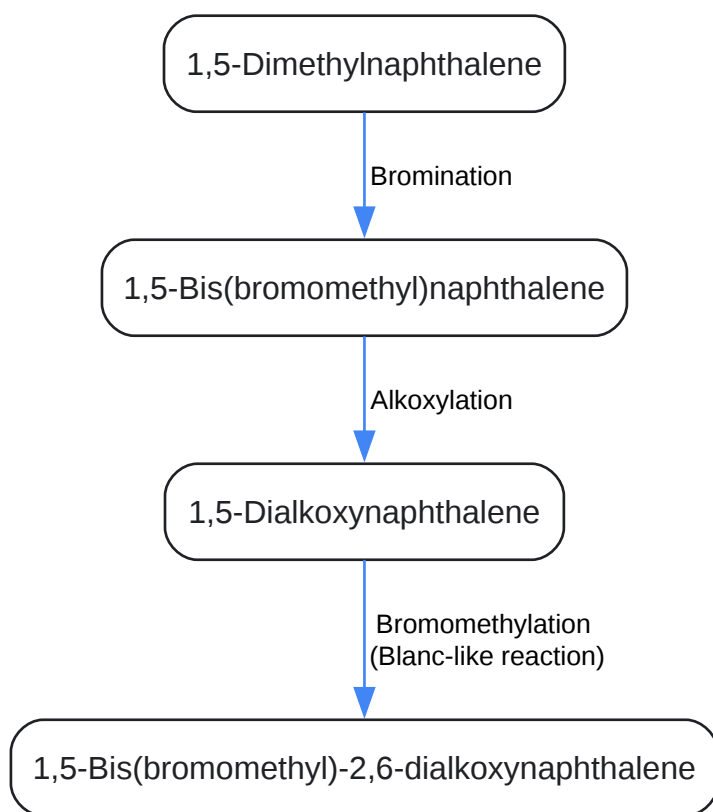 1,5-Dimethylnaphthalene
Bromination
1,5-Bis(bromomethyl)naphthalene
Alkoxylation
1,5-Dialkoxynaphthalene
Bromomethylation
(Blanc-like reaction)
1,5-Bis(bromomethyl)-2,6-dialkoxynaphthalene